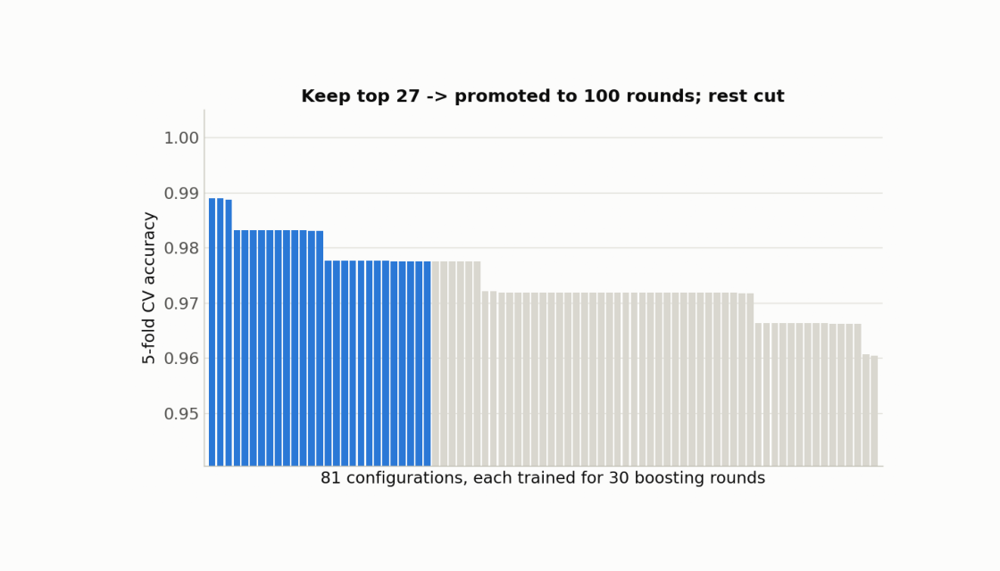 Keep top 27 -> promoted to 100 rounds; rest cut
1.00
0.99
0.98
0.97
0.96
0.95
5-fold CV accuracy
81 configurations, each trained for 30 boosting rounds